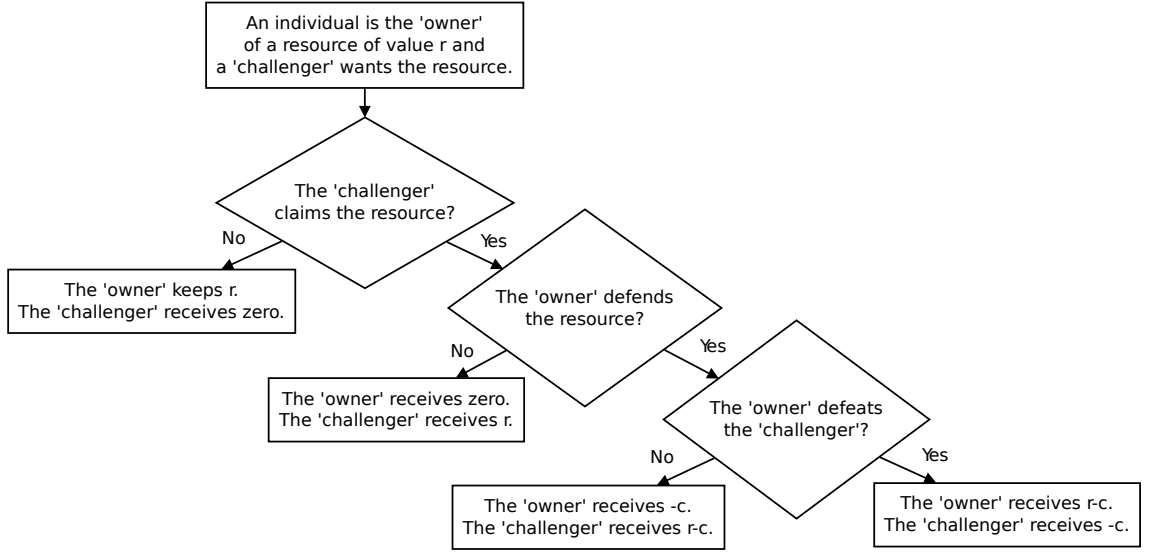 An individual is the 'owner'
of a resource of value r and
a 'challenger' wants the resource.
The 'challenger'
claims the resource?
No
Yes
The 'owner' keeps r.
The 'challenger' receives zero.
The 'owner' defends
the resource?
No
Yes
The 'owner' receives zero.
The 'challenger' receives r.
The 'owner' defeats
the 'challenger'?
No
Yes
The 'owner' receives -c.
The 'challenger' receives r-c.
The 'owner' receives r-c.
The 'challenger' receives -c.